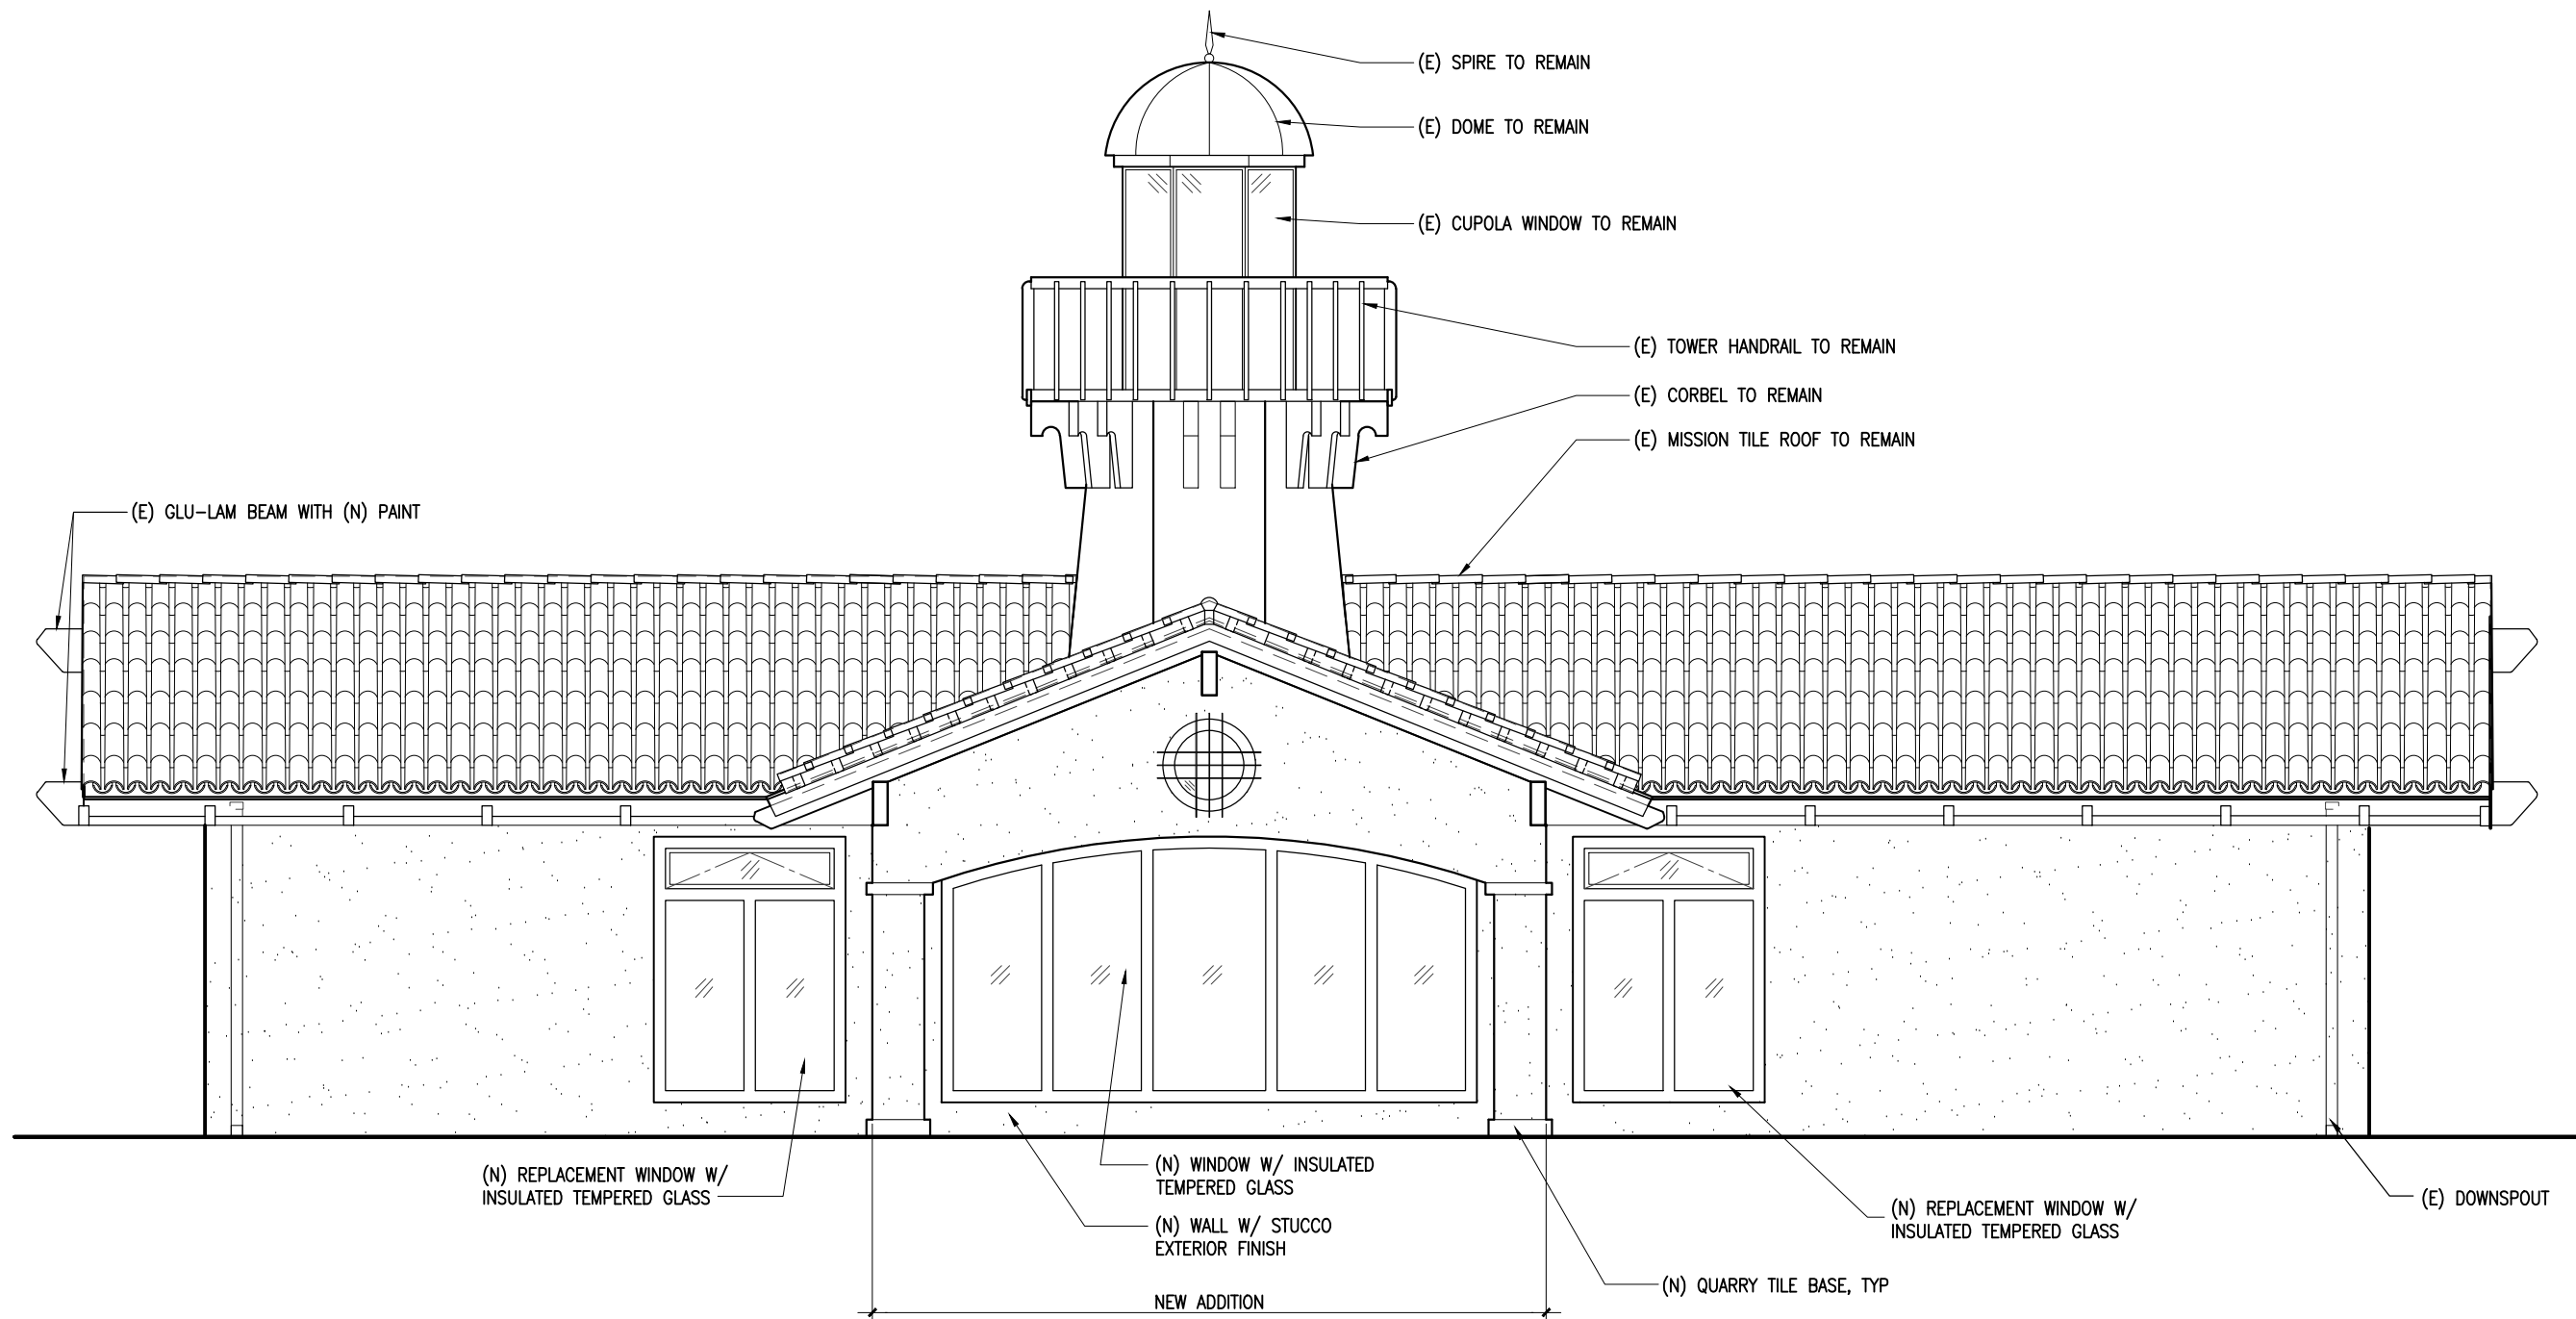 (E) SPIRE TO REMAIN
(E) DOME TO REMAIN
(E) CUPOLA WINDOW TO REMAIN
(E) TOWER HANDRAIL TO REMAIN
(E) CORBEL TO REMAIN
(E) MISSION TILE ROOF TO REMAIN
(E) GLU-LAM BEAM WITH (N) PAINT
(N) REPLACEMENT WINDOW W/
INSULATED TEMPERED GLASS
(N) WINDOW W/ INSULATED
TEMPERED GLASS
(N) WALL W/ STUCCO
EXTERIOR FINISH
(N) REPLACEMENT WINDOW W/
INSULATED TEMPERED GLASS
(E) DOWNSPOUT
(N) QUARRY TILE BASE, TYP
NEW ADDITION